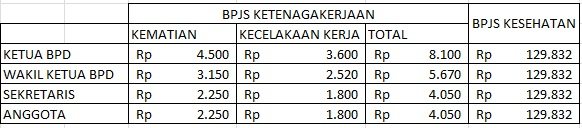 BPJS KETENAGAKERJAAN BPJS KESEHATAN
KEMATIAN KECELAKAAN KERJA TOTAL
KETUA BPD Rp 4.500 Rp 3.600 Rp 8.100 Rp 129.832
WAKIL KETUA BPD Rp 3.150 Rp 2.520 Rp 5.670 Rp 129.832
SEKRETARIS Rp 2.250 Rp 1.800 Rp 4.050 Rp 129.832
ANGGOTA Rp 2.250 Rp 1.800 Rp 4.050 Rp 129.832